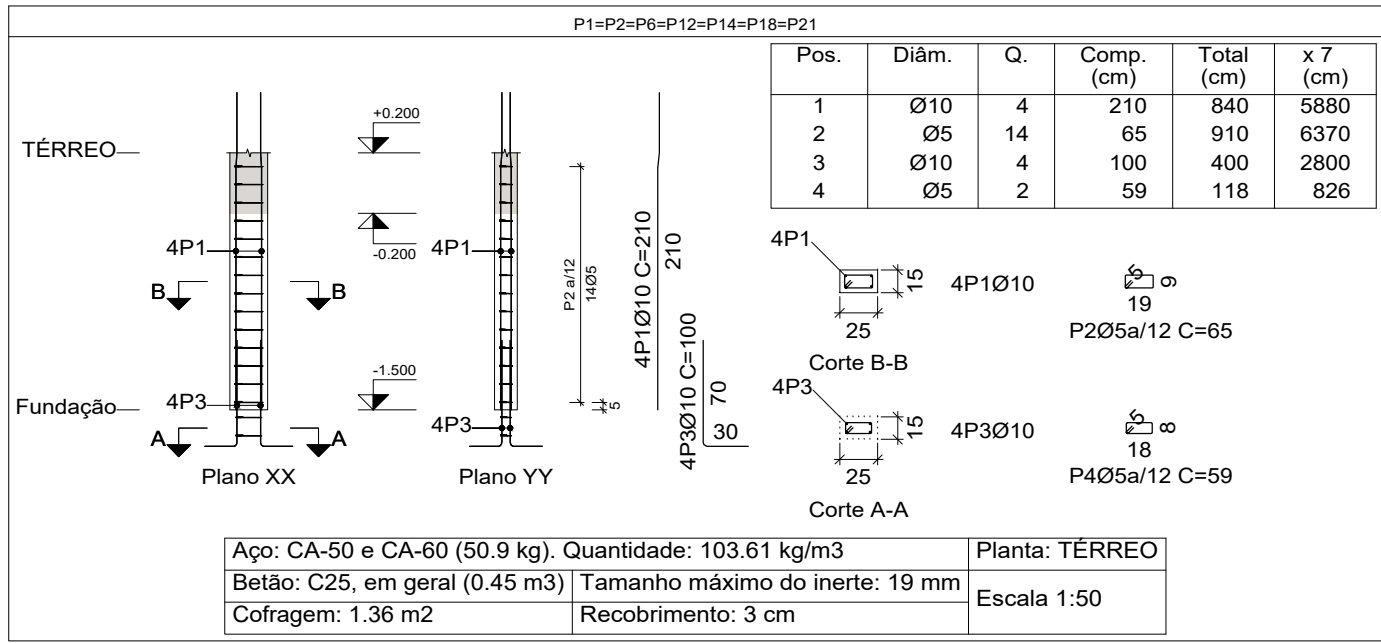 P1=P2=P6=P12=P14=P18=P21
Pos. Diâm. Q. Comp. (cm) Total (cm) x 7 (cm)
1 Ø10 4 210 840 5880
2 Ø5 14 65 910 6370
3 Ø10 4 100 400 2800
4 Ø5 2 59 118 826
TÉRREO
+0.200
-0.200
4P1
4P1
B
B
Fundação
-1.500
4P3
4P3
A
A
Plano XX
Plano YY
P2 a/12
14Ø5
5
4P1Ø10 C=210
210
4P3Ø10 C=100
70
30
4P1
15
25
4P1Ø10
Corte B-B
5
9
19
P2Ø5a/12 C=65
4P3
15
25
4P3Ø10
Corte A-A
5
8
18
P4Ø5a/12 C=59
Aço: CA-50 e CA-60 (50.9 kg). Quantidade: 103.61 kg/m3
Planta: TÉRREO
Betão: C25, em geral (0.45 m3)
Tamanho máximo do inerte: 19 mm
Escala 1:50
Cofragem: 1.36 m2
Recobrimento: 3 cm